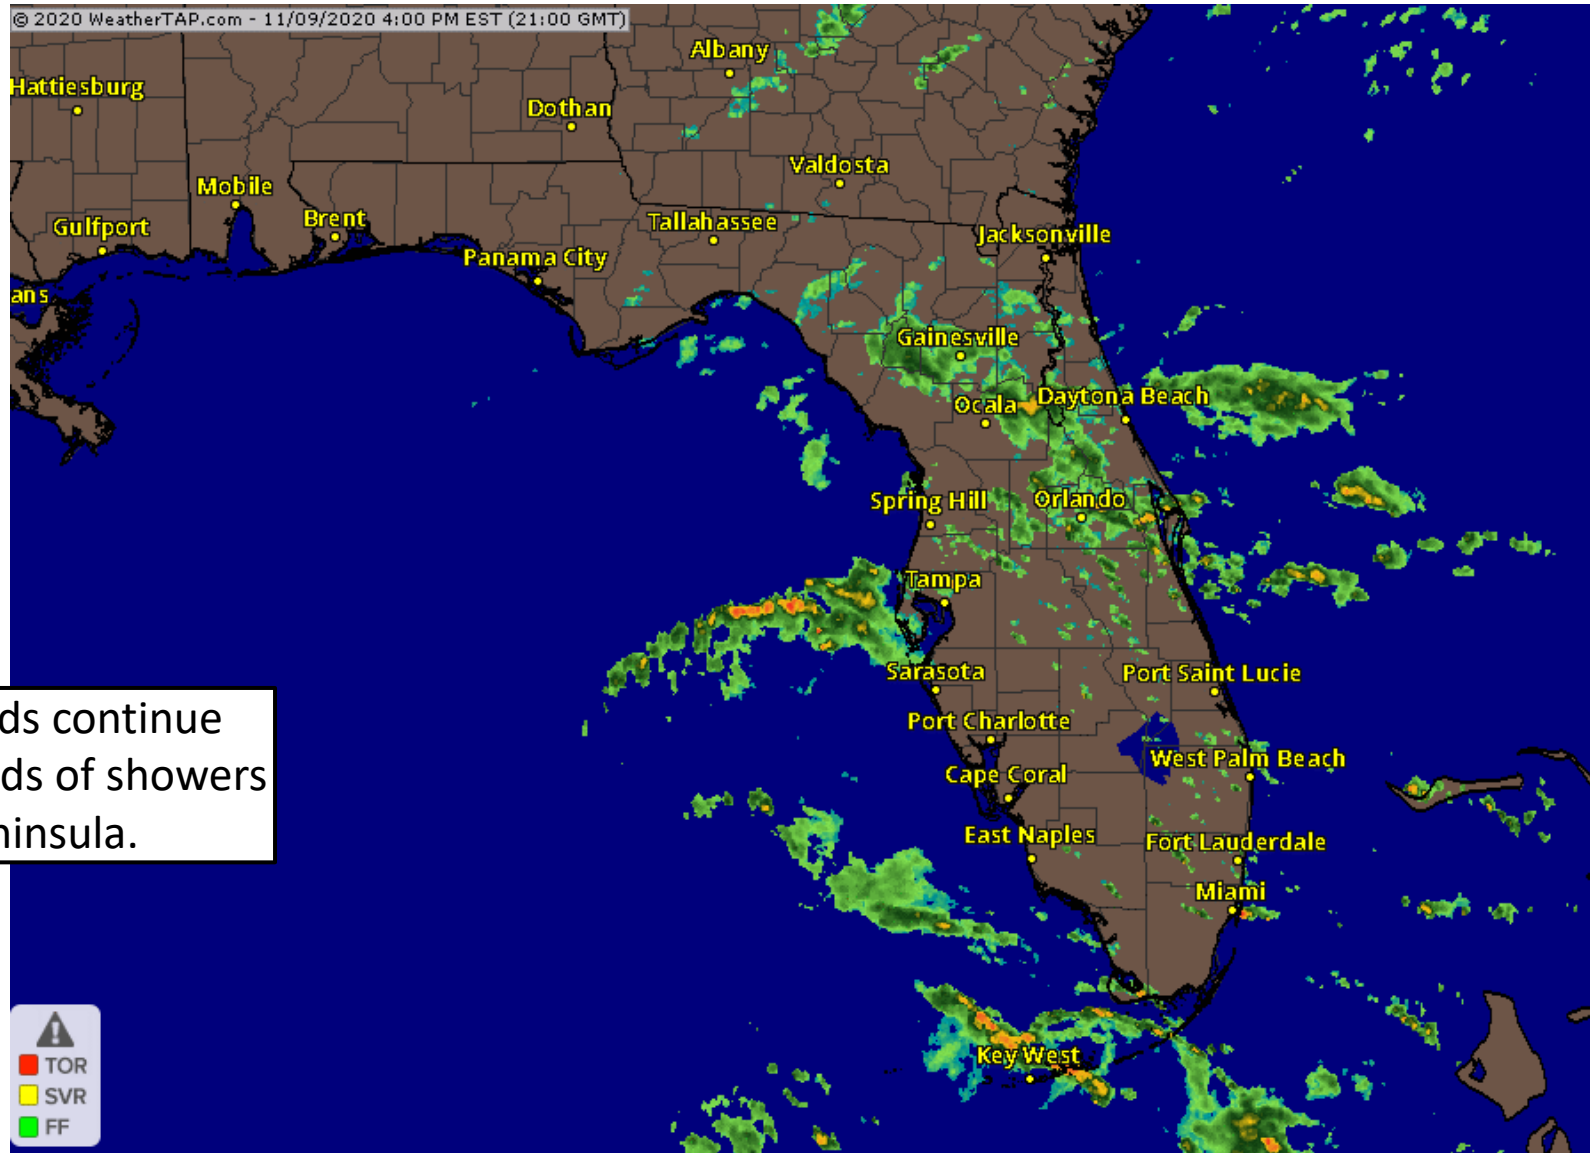 © 2020 WeatherTAP.com - 11/09/2020 4:00 PM EST (21:00 GMT)
Albany
Hattiesburg
Dothan
Valdosta
Mobile
Brent
Tallahassee
Gulfport
Jacksonville
Panama City
ans
Gainesville
Ocala
Daytona Beach
Spring Hill
Orlando
Tampa
Sarasota
Port Saint Lucie
ds continue
ds of showers
ninsula.
Port Charlotte
West Palm Beach
Cape Coral
East Naples
Fort Lauderdale
Miami
Key West
TOR
SVR
FF